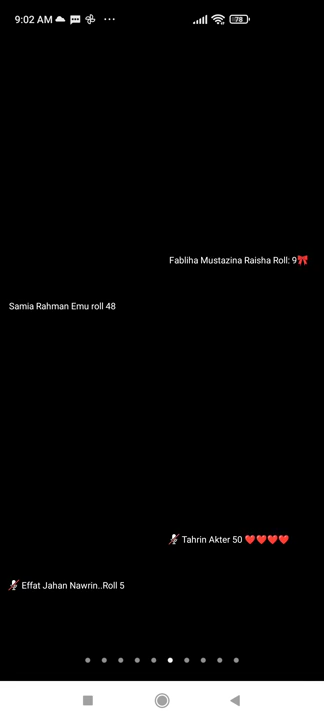 9:02 AM
78
Fabliha Mustazina Raisha Roll: 9🎀
Samia Rahman Emu roll 48
Tahrin Akter 50 ❤️❤️❤️❤️
Effat Jahan Nawrin..Roll 5